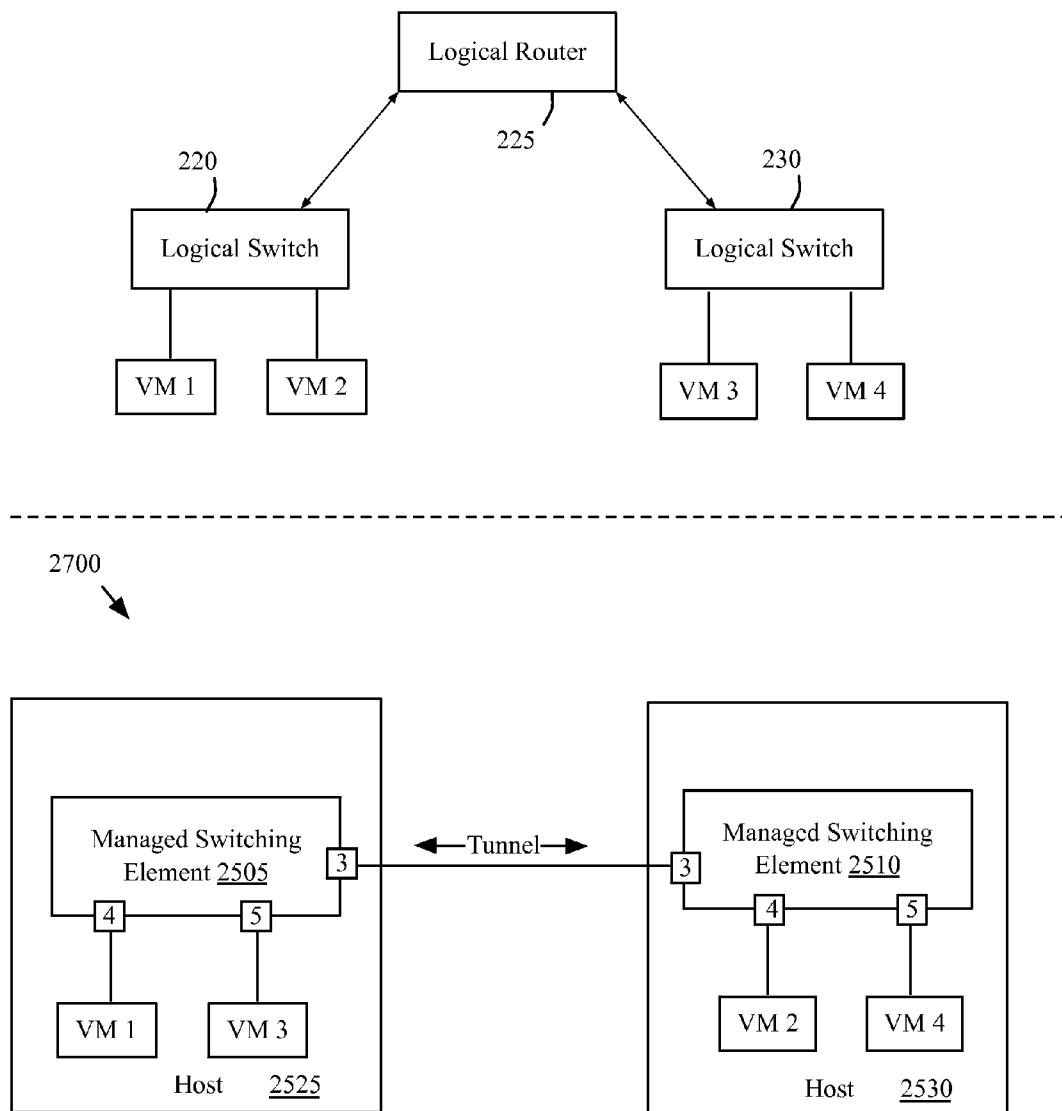 Logical Router
225
220
230
Logical Switch
Logical Switch
VM 1
VM 2
VM 3
VM 4
2700
Managed Switching
Element 2505
3
Tunnel
3
Managed Switching
Element 2510
4
5
4
5
VM 1
VM 3
VM 2
VM 4
Host 2525
Host 2530